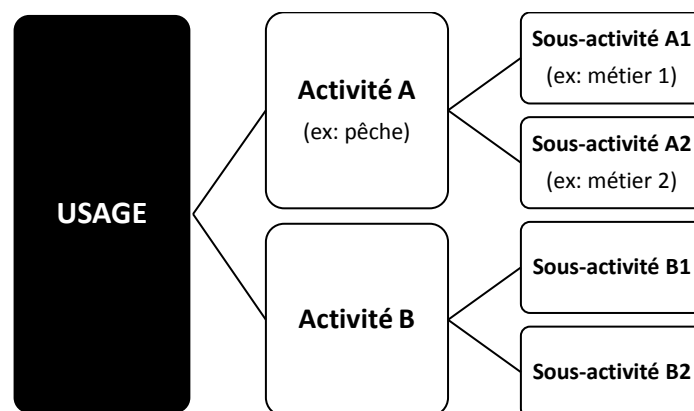 USAGE
Activité A
(ex: pêche)
Sous-activité A1
(ex: métier 1)
Sous-activité A2
(ex: métier 2)
Activité B
Sous-activité B1
Sous-activité B2